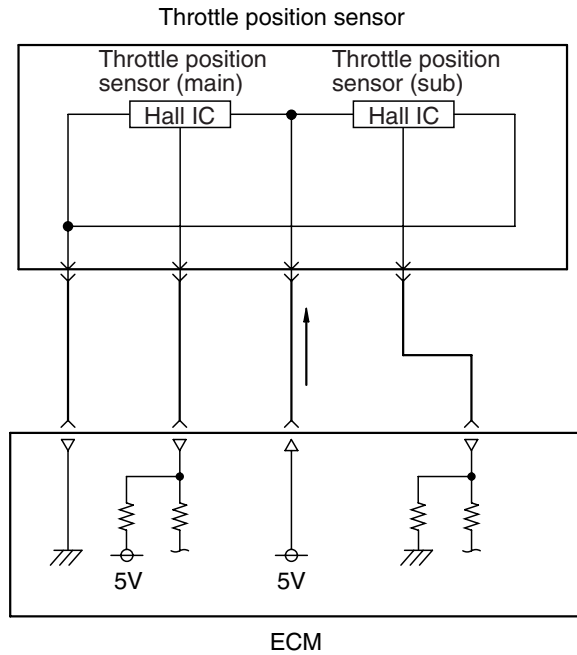 Throttle position sensor
Throttle position
sensor (main)
Throttle position
sensor (sub)
Hall IC
Hall IC
5V
5V
ECM